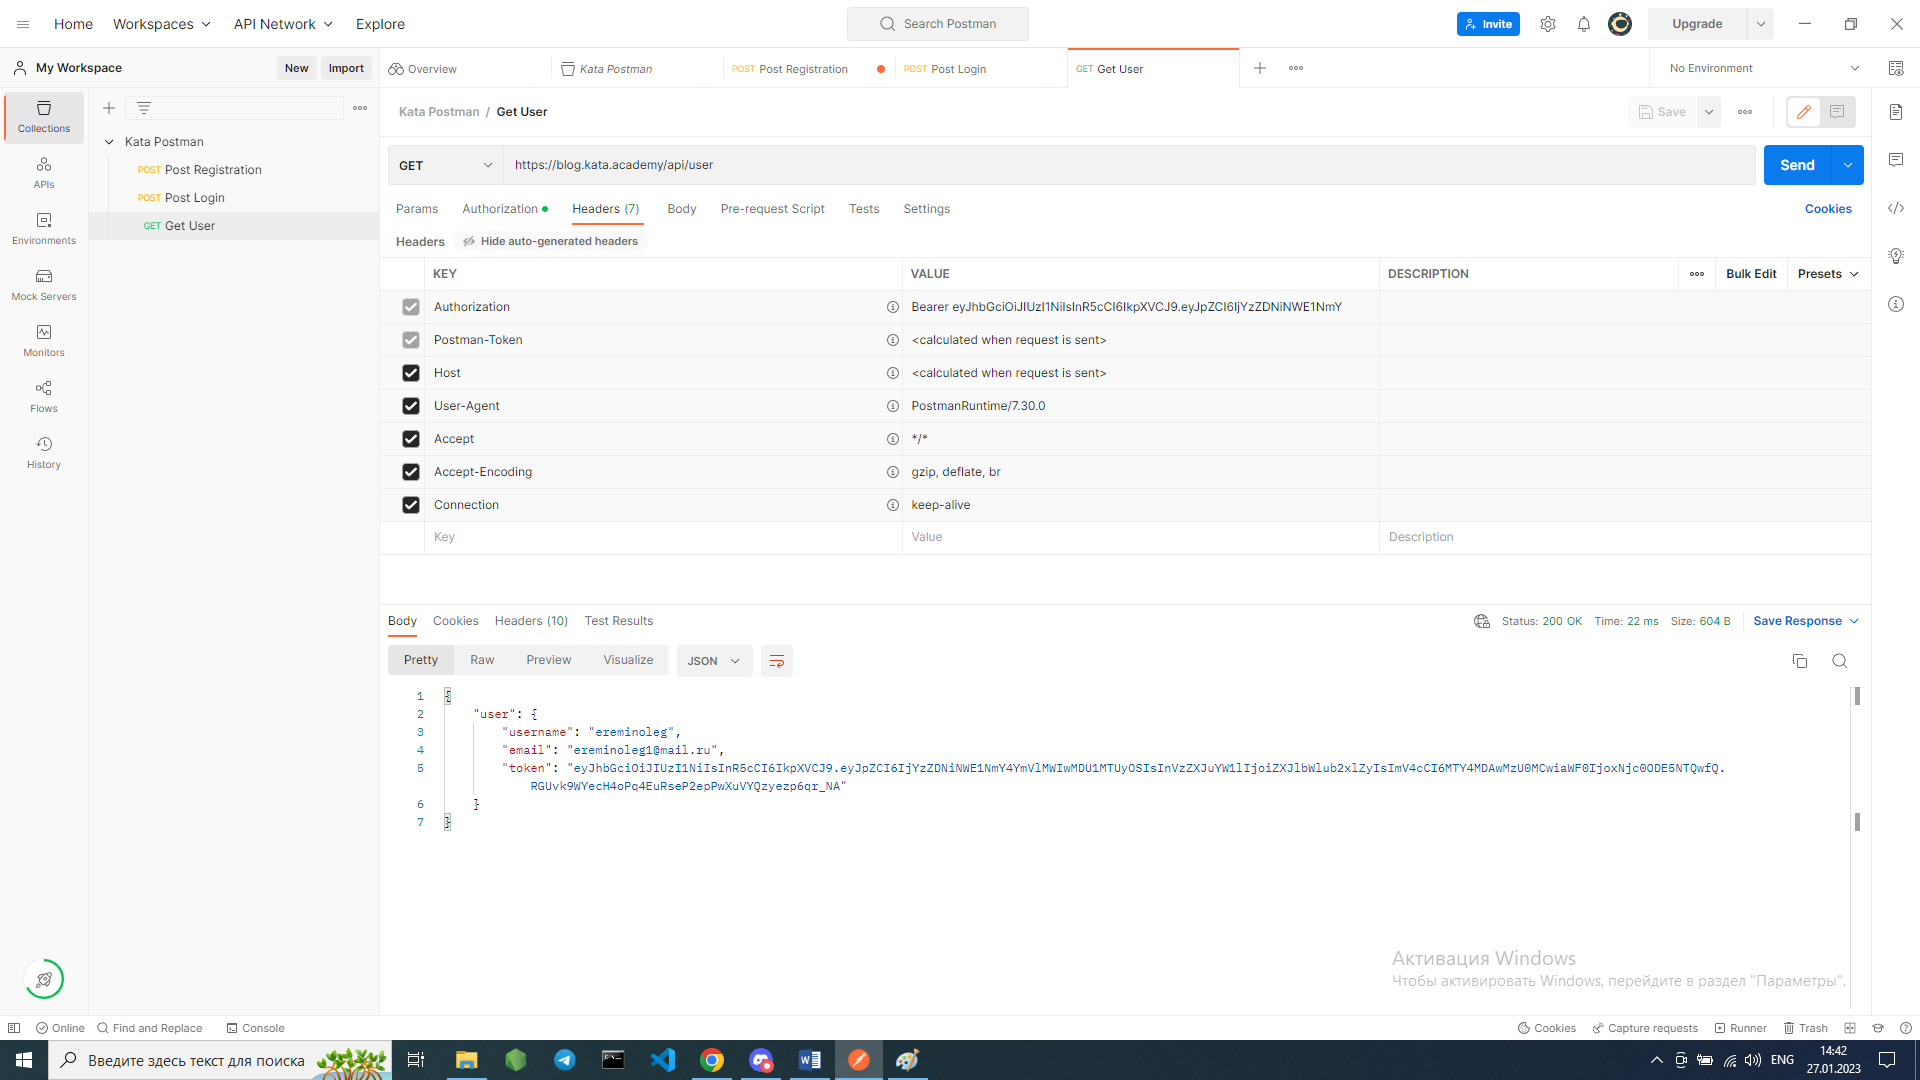 Home Workspaces API Network Explore Search Postman Invite Upgrade
My Workspace New Import Overview Kata Postman POST Post Registration POST Post Login GET Get User No Environment
Collections
APIs
Environments
Mock Servers
Monitors
Flows
History
Kata Postman
POST Post Registration
POST Post Login
GET Get User
Kata Postman / Get User Save
GET https://blog.kata.academy/api/user Send
Params Authorization Headers (7) Body Pre-request Script Tests Settings Cookies
Headers Hide auto-generated headers
KEY VALUE DESCRIPTION Bulk Edit Presets
Authorization Bearer eyJhbGciOiJIUzI1NiIsInR5cCI6IkpXVCJ9.eyJpZCI6IjYzZDNiNWE1NmY
Postman-Token <calculated when request is sent>
Host <calculated when request is sent>
User-Agent PostmanRuntime/7.30.0
Accept */*
Accept-Encoding gzip, deflate, br
Connection keep-alive
Key Value Description
Body Cookies Headers (10) Test Results Status: 200 OK Time: 22 ms Size: 604 B Save Response
Pretty Raw Preview Visualize JSON
1 {
2 "user": {
3 "username": "ereminoleg",
4 "email": "ereminoleg1@mail.ru",
5 "token": "eyJhbGciOiJIUzI1NiIsInR5cCI6IkpXVCJ9.eyJpZCI6IjYzZDNiNWE1NmY4YmVlMWIwMDU1MTUyOSIsInVzZXJuYW1lIjoiZXJlbWlub2xlZyIsImV4cCI6MTY4MDAwMzU0MCwiaWF0IjoxNjc0ODE5NTQwfQ.
RGUvk9WYecH4oPq4EuRseP2epPwXuVYQzyezp6qr_NA"
6 }
7 }
Активация Windows
Чтобы активировать Windows, перейдите в раздел "Параметры".
Online Find and Replace Console Cookies Capture requests Runner Trash
Введите здесь текст для поиска ENG 14:42
27.01.2023